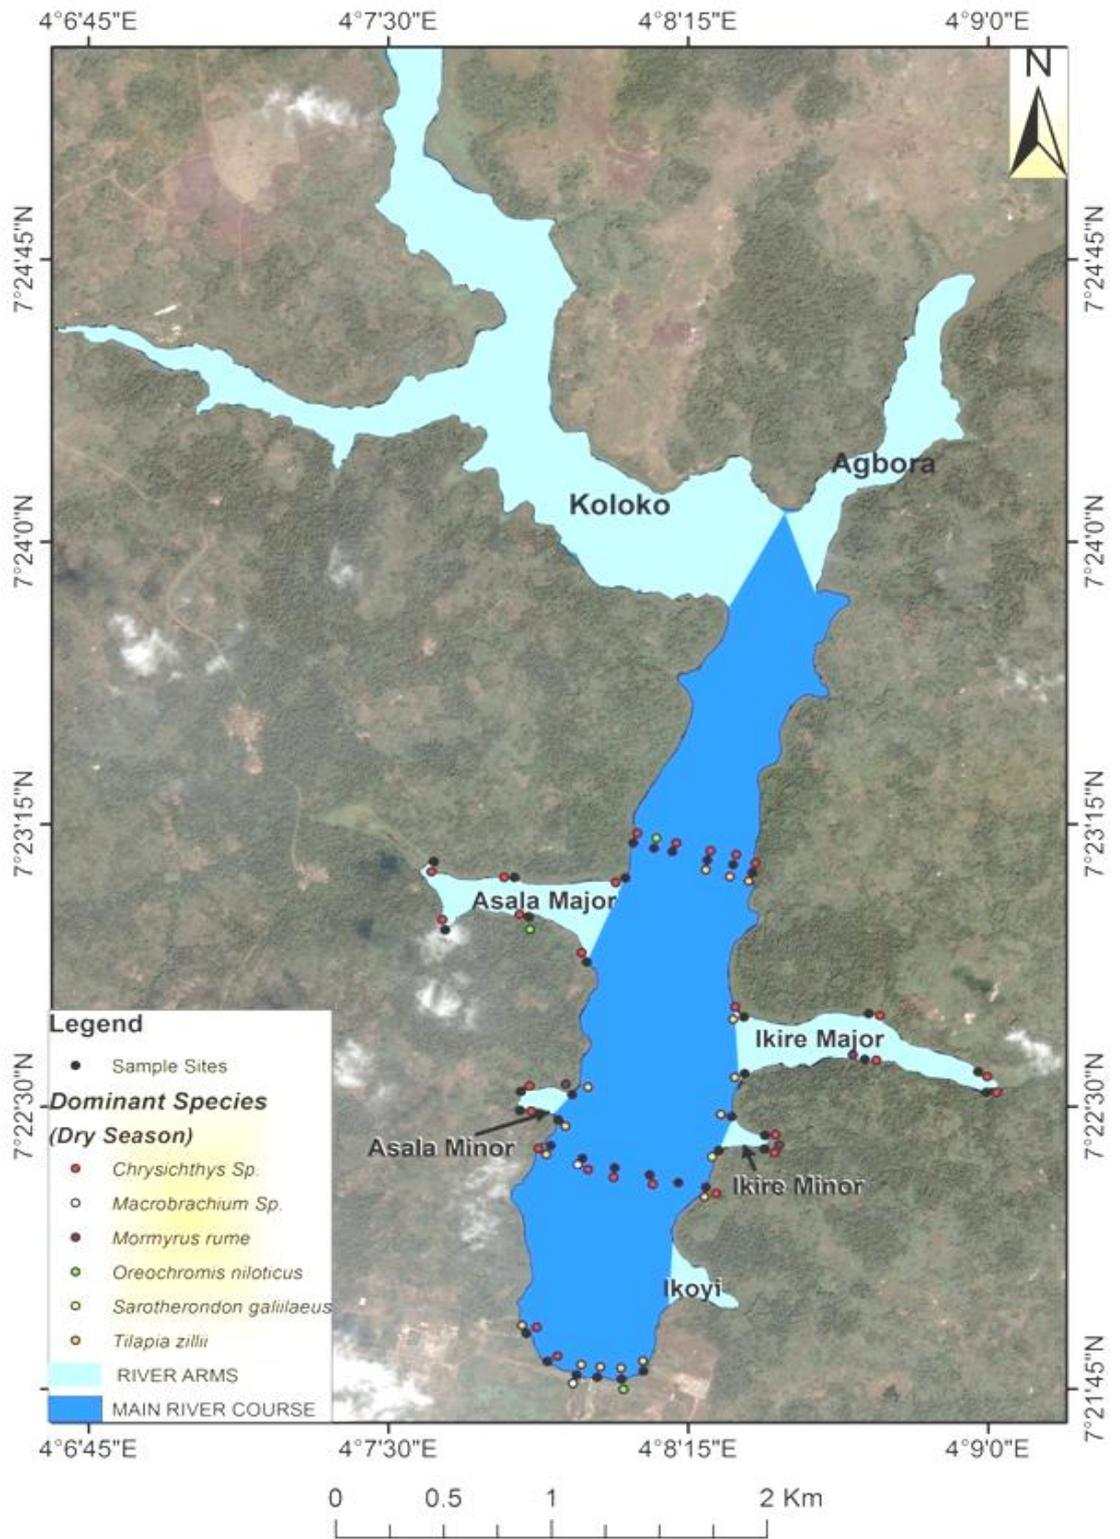 4°6'45"E 4°7'30"E 4°8'15"E 4°9'0"E
N
7°24'45"N 7°24'45"N
Agbora
Koloko
7°24'0"N 7°24'0"N
7°23'15"N 7°23'15"N
Asala Major
Legend
Ikire Major
Sample Sites
7°22'30"N 7°22'30"N
Dominant Species
(Dry Season)
Asala Minor
Chrysichthys Sp.
Ikire Minor
Macrobrachium Sp.
Mormyrus rume
Oreochromis niloticus
Ikoyi
Sarotherondon galiilaeus
Tilapia zillii
RIVER ARMS
7°21'45"N
MAIN RIVER COURSE
4°6'45"E 4°7'30"E 4°8'15"E 4°9'0"E
0 0.5 1 2 Km